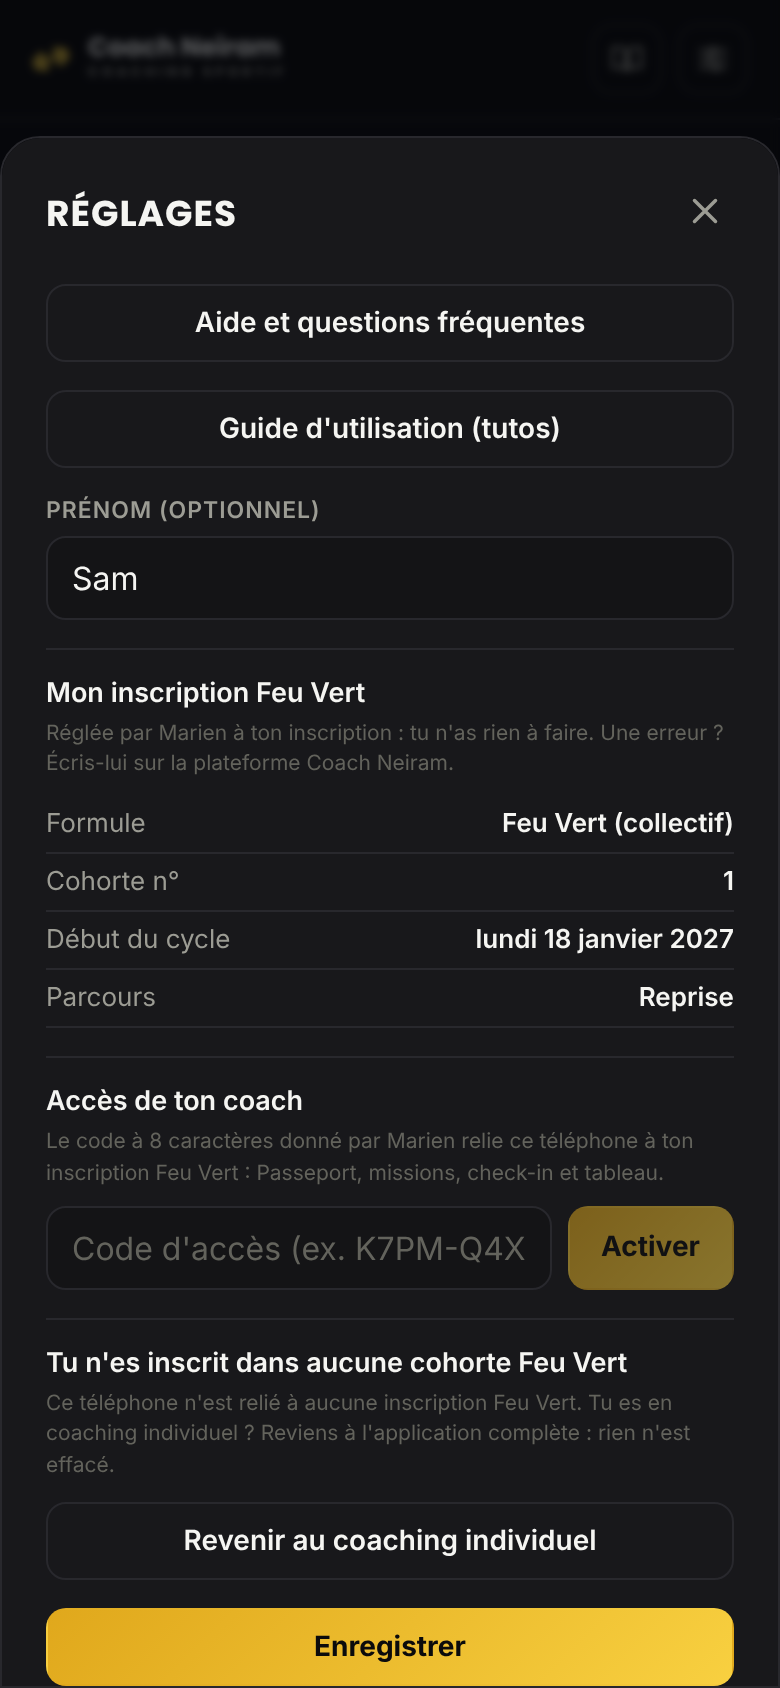 Coach Neiram
COACHING SPORTIF
RÉGLAGES
Aide et questions fréquentes
Guide d'utilisation (tutos)
PRÉNOM (OPTIONNEL)
Sam
Mon inscription Feu Vert
Réglée par Marien à ton inscription : tu n'as rien à faire. Une erreur ?
Écris-lui sur la plateforme Coach Neiram.
Formule Feu Vert (collectif)
Cohorte n° 1
Début du cycle lundi 18 janvier 2027
Parcours Reprise
Accès de ton coach
Le code à 8 caractères donné par Marien relie ce téléphone à ton
inscription Feu Vert : Passeport, missions, check-in et tableau.
Code d'accès (ex. K7PM-Q4X
Activer
Tu n'es inscrit dans aucune cohorte Feu Vert
Ce téléphone n'est relié à aucune inscription Feu Vert. Tu es en
coaching individuel ? Reviens à l'application complète : rien n'est
effacé.
Revenir au coaching individuel
Enregistrer